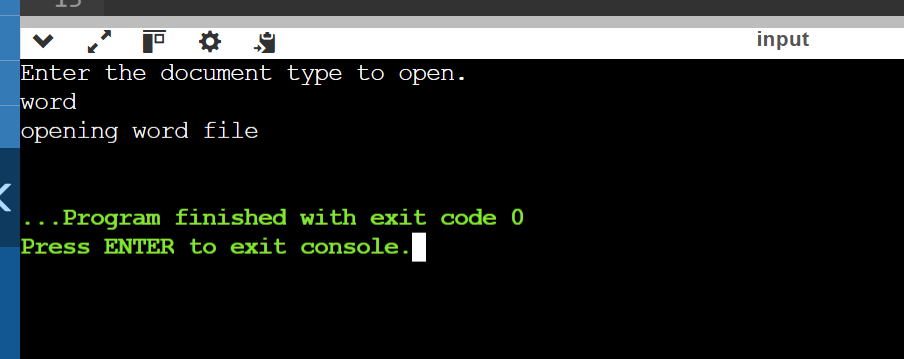 15
input
Enter the document type to open.
word
opening word file
...Program finished with exit code 0
Press ENTER to exit console.